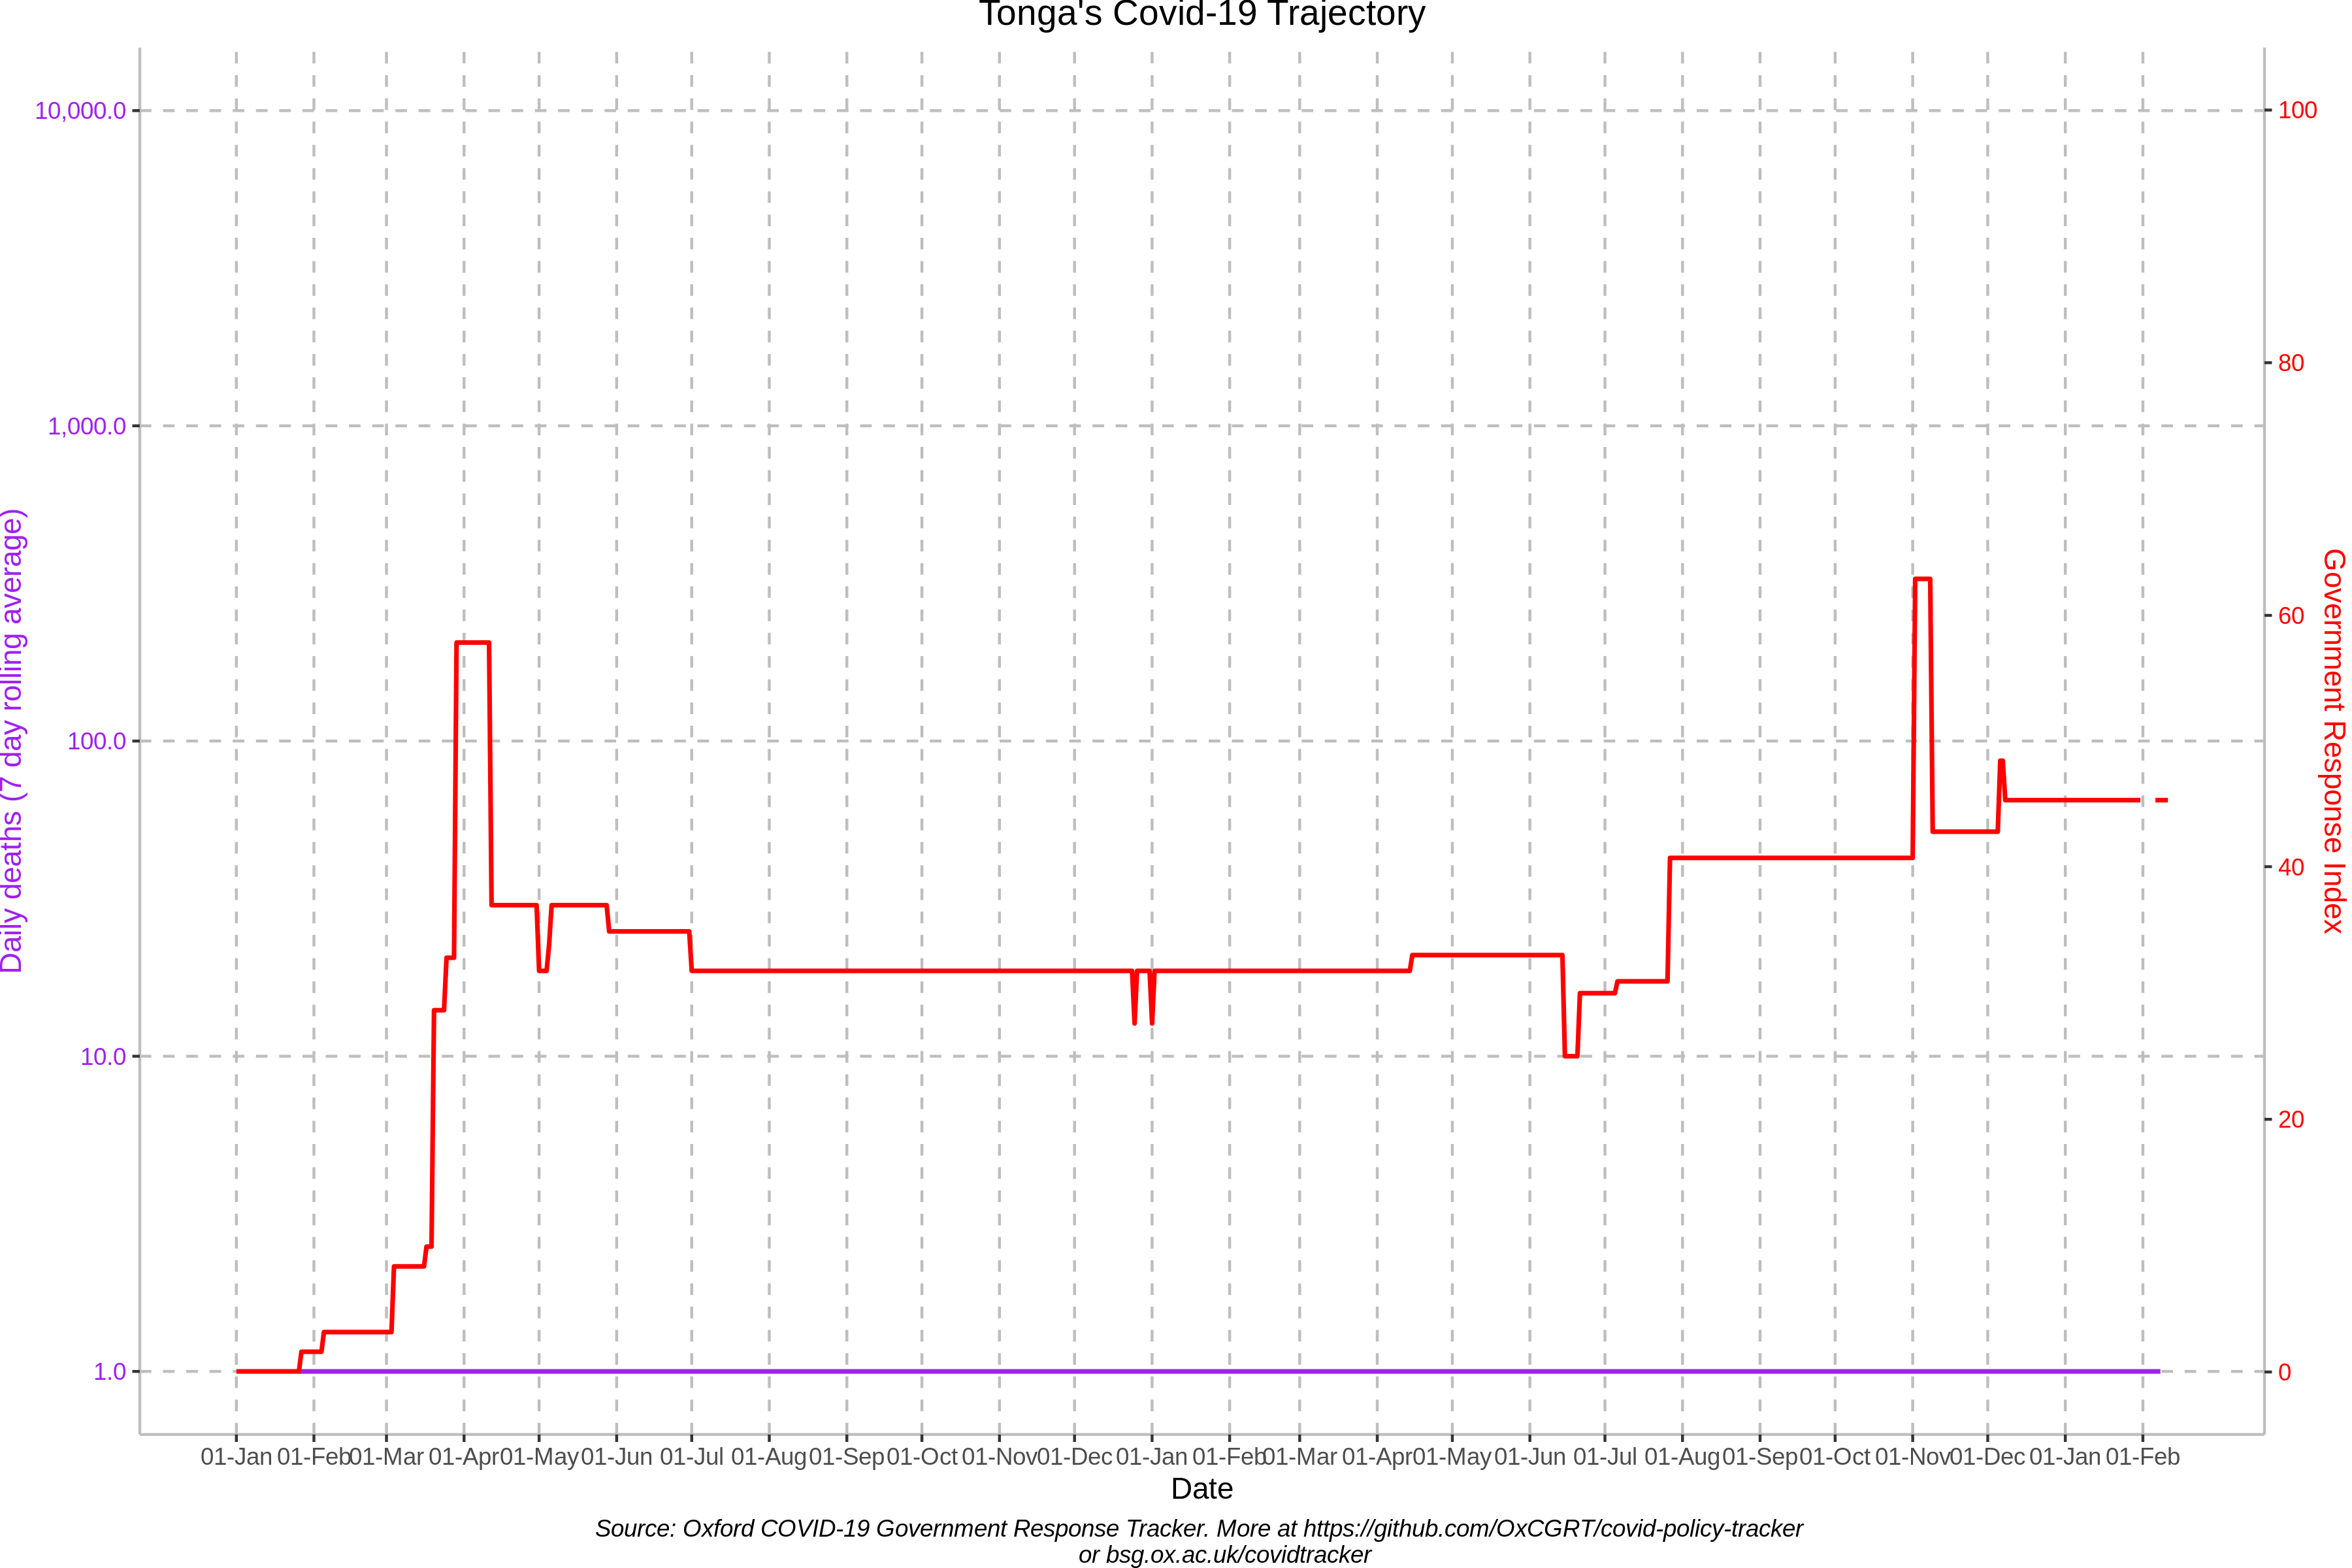 Tonga's Covid-19 Trajectory
10,000.0
1,000.0
100.0
10.0
1.0
Daily deaths (7 day rolling average)
100
80
60
40
20
0
Government Response Index
01-Jan 01-Feb 01-Mar 01-Apr 01-May 01-Jun 01-Jul 01-Aug 01-Sep 01-Oct 01-Nov 01-Dec 01-Jan 01-Feb 01-Mar 01-Apr 01-May 01-Jun 01-Jul 01-Aug 01-Sep 01-Oct 01-Nov 01-Dec 01-Jan 01-Feb
Date
Source: Oxford COVID-19 Government Response Tracker. More at https://github.com/OxCGRT/covid-policy-tracker
or bsg.ox.ac.uk/covidtracker